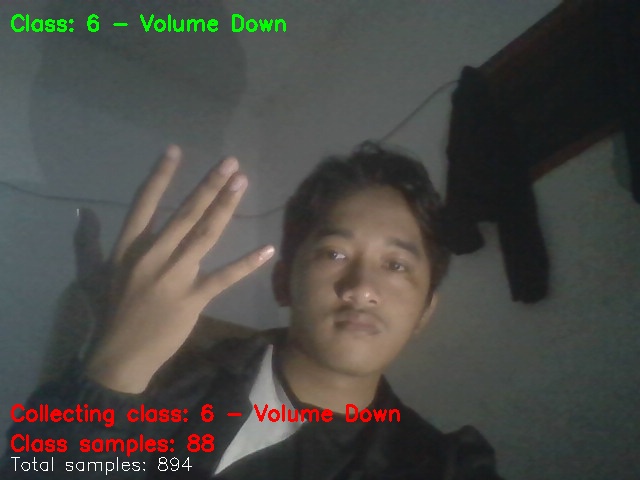 Class: 6 - Volume Down
Collecting class: 6 - Volume Down
Class samples: 88
Total samples: 894